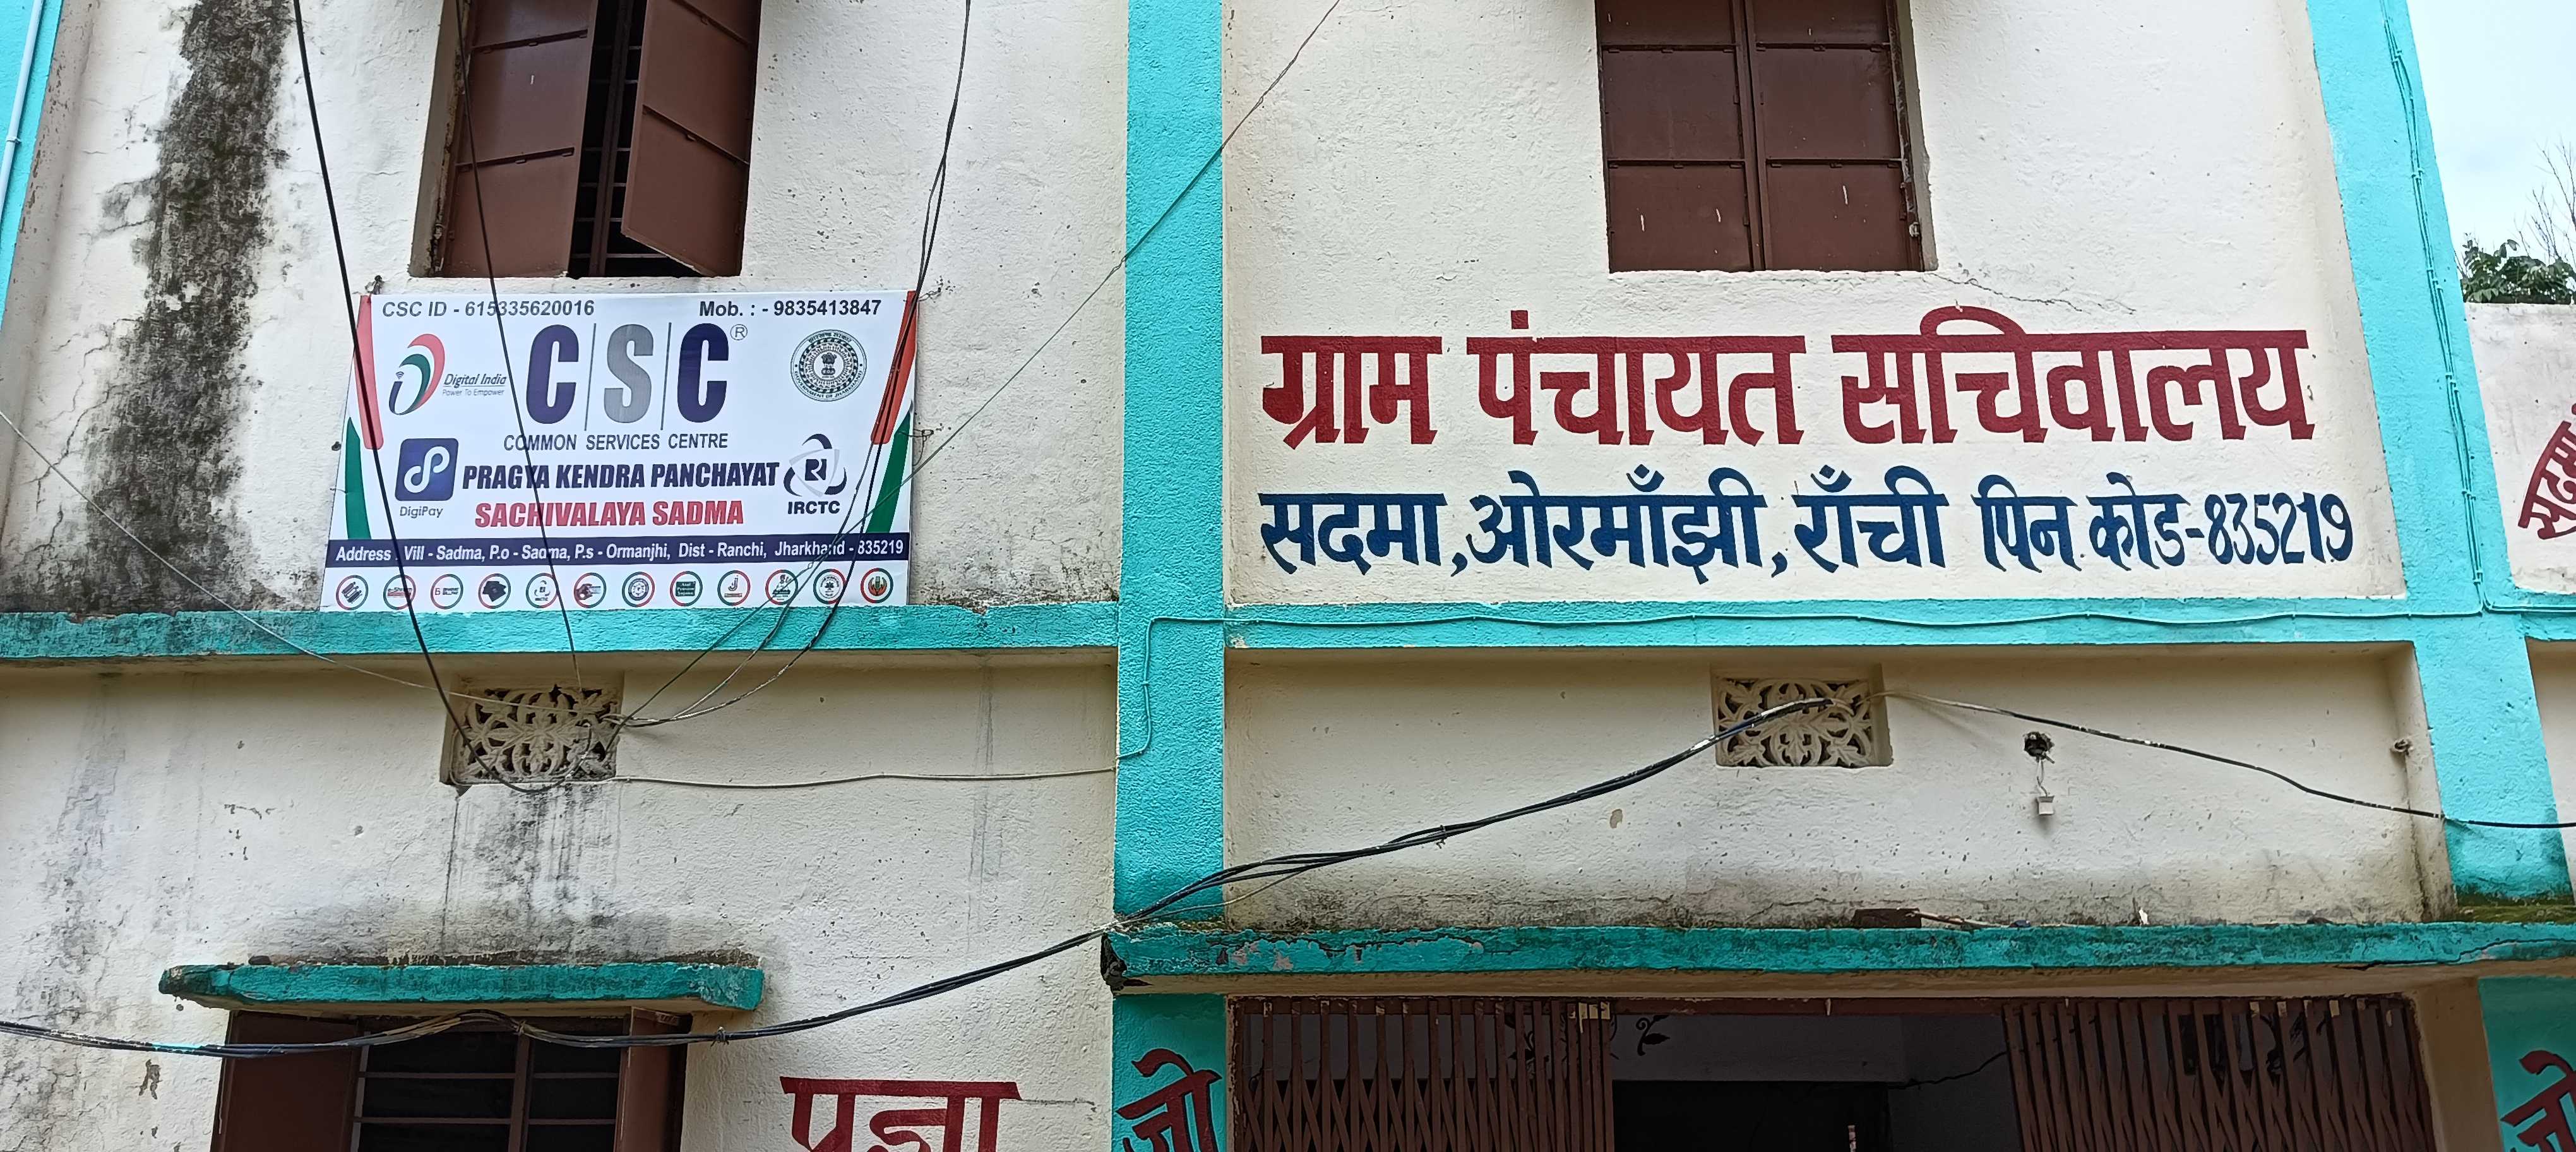 CSC ID - 615335620016 Mob. : - 9835413847
Digital India
Power To Empower
CSC
®
COMMON SERVICES CENTRE
DigiPay
PRAGYA KENDRA PANCHAYAT
SACHIVALAYA SADMA
IRCTC
Address : Vill - Sadma, P.o - Sadma, P.s - Ormanjhi, Dist - Ranchi, Jharkhand - 835219
ग्राम पंचायत सचिवालय
सदमा, ओरमाँझी, राँची पिन कोड-835219
प्रज्ञा
जो